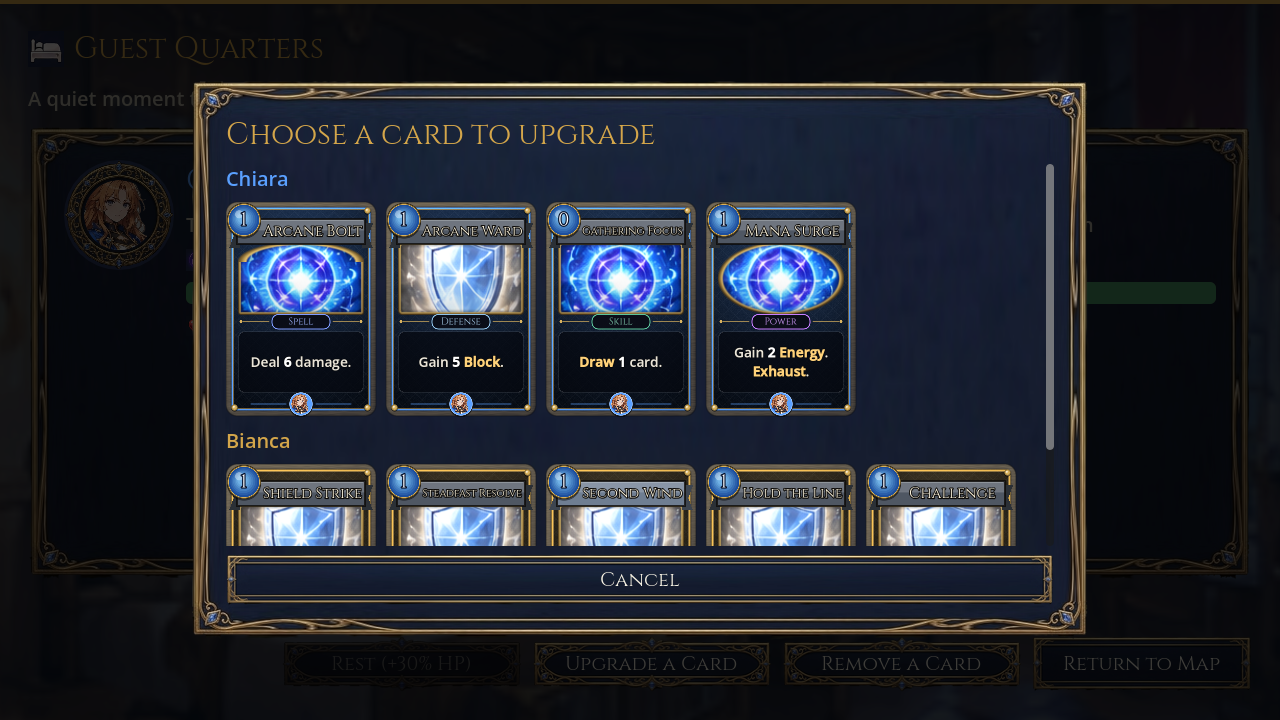 Guest Quarters
A quiet moment
Choose a card to upgrade
Chiara
1 Arcane Bolt
Spell
Deal 6 damage.
1 Arcane Ward
Defense
Gain 5 Block.
0 Gathering Focus
Skill
Draw 1 card.
1 Mana Surge
Power
Gain 2 Energy.
Exhaust.
Bianca
1 Shield Strike
1 Steadfast Resolve
1 Second Wind
1 Hold the Line
1 Challenge
Cancel
Rest (+30% HP)
Upgrade a Card
Remove a Card
Return to Map